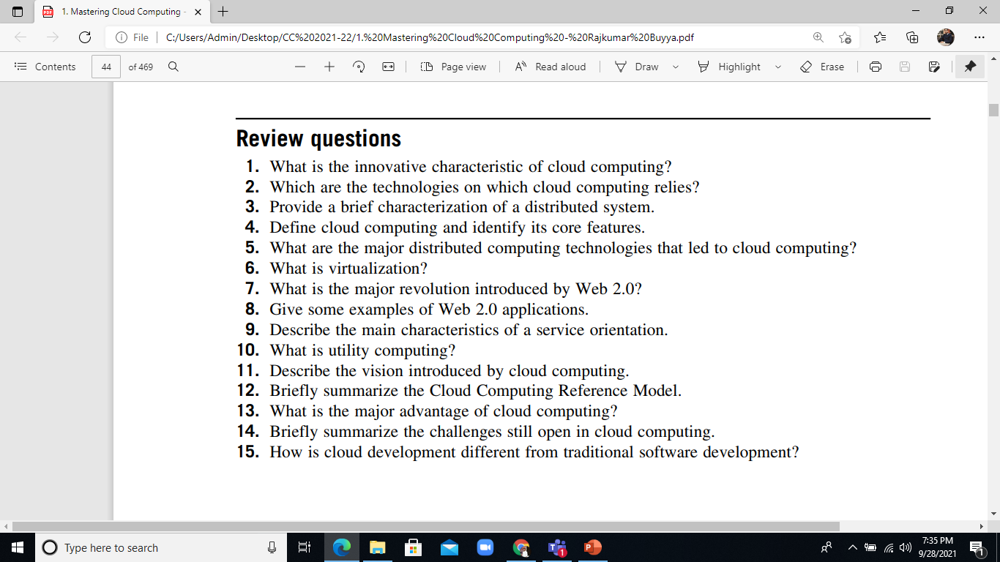 1. Mastering Cloud Computing -
File
C:/Users/Admin/Desktop/CC%202021-22/1.%20Mastering%20Cloud%20Computing%20-%20Rajkumar%20Buyya.pdf
Contents 44 of 469 Page view Read aloud Draw Highlight Erase
Review questions
1. What is the innovative characteristic of cloud computing?
2. Which are the technologies on which cloud computing relies?
3. Provide a brief characterization of a distributed system.
4. Define cloud computing and identify its core features.
5. What are the major distributed computing technologies that led to cloud computing?
6. What is virtualization?
7. What is the major revolution introduced by Web 2.0?
8. Give some examples of Web 2.0 applications.
9. Describe the main characteristics of a service orientation.
10. What is utility computing?
11. Describe the vision introduced by cloud computing.
12. Briefly summarize the Cloud Computing Reference Model.
13. What is the major advantage of cloud computing?
14. Briefly summarize the challenges still open in cloud computing.
15. How is cloud development different from traditional software development?
Type here to search
7:35 PM
9/28/2021